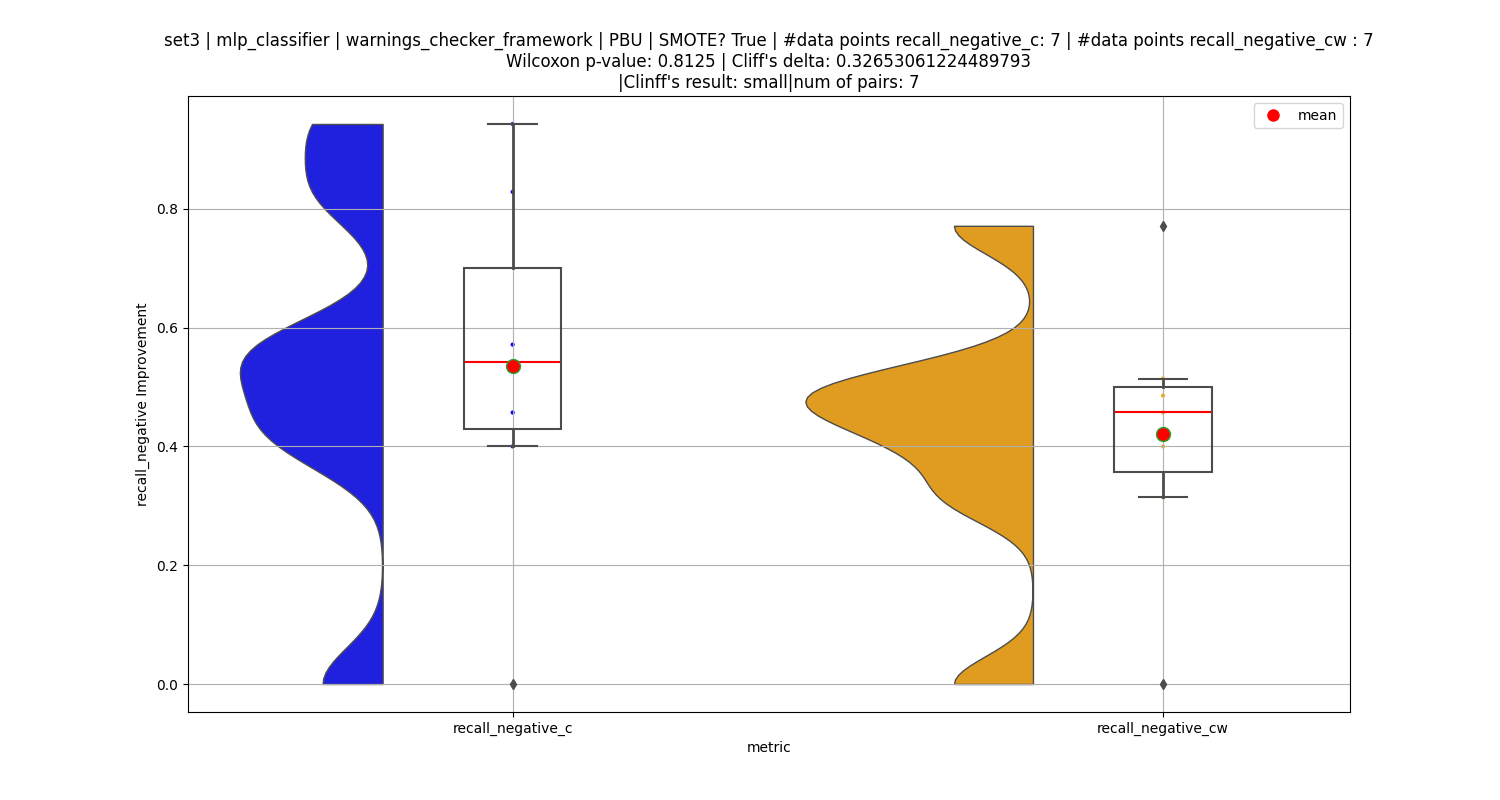 set3 | mlp_classifier | warnings_checker_framework | PBU | SMOTE? True | #data points recall_negative_c: 7 | #data points recall_negative_cw : 7
Wilcoxon p-value: 0.8125 | Cliff's delta: 0.32653061224489793
|Clinff's result: small|num of pairs: 7
mean
0.8
0.6
0.4
0.2
0.0
recall_negative Improvement
recall_negative_c
recall_negative_cw
metric